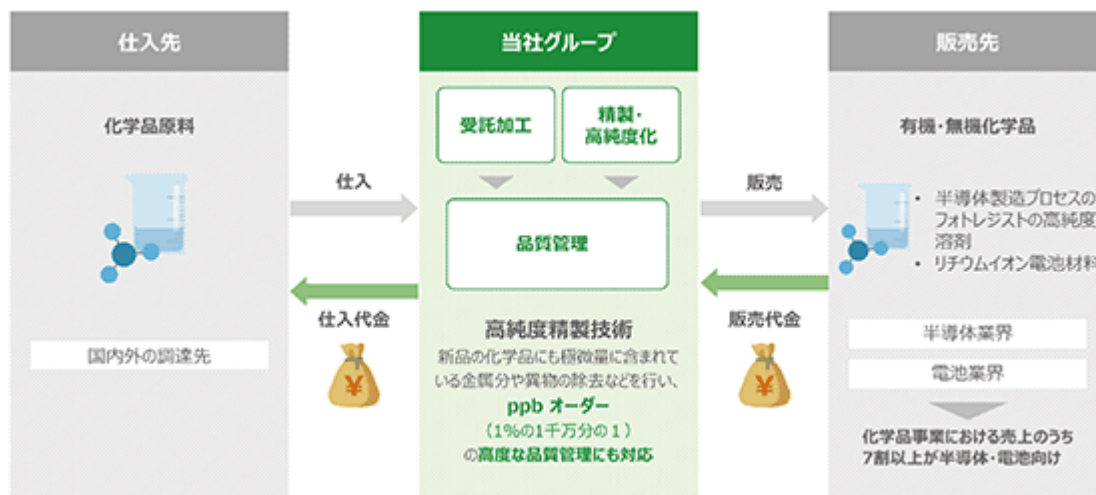 仕入先
化学品原料
国内外の調達先
仕入
仕入代金
¥
当社グループ
受託加工
精製・
高純度化
品質管理
高純度精製技術
新品の化学品にも極微量に含まれて
いる金属分や異物の除去などを行い、
ppb オーダー
（1%の1千万分の１）
の高度な品質管理にも対応
販売
販売代金
¥
販売先
有機・無機化学品
• 半導体製造プロセスの
フォトレジストの高純度
溶剤
• リチウムイオン電池材料
半導体業界
電池業界
化学品事業における売上のうち
7割以上が半導体・電池向け